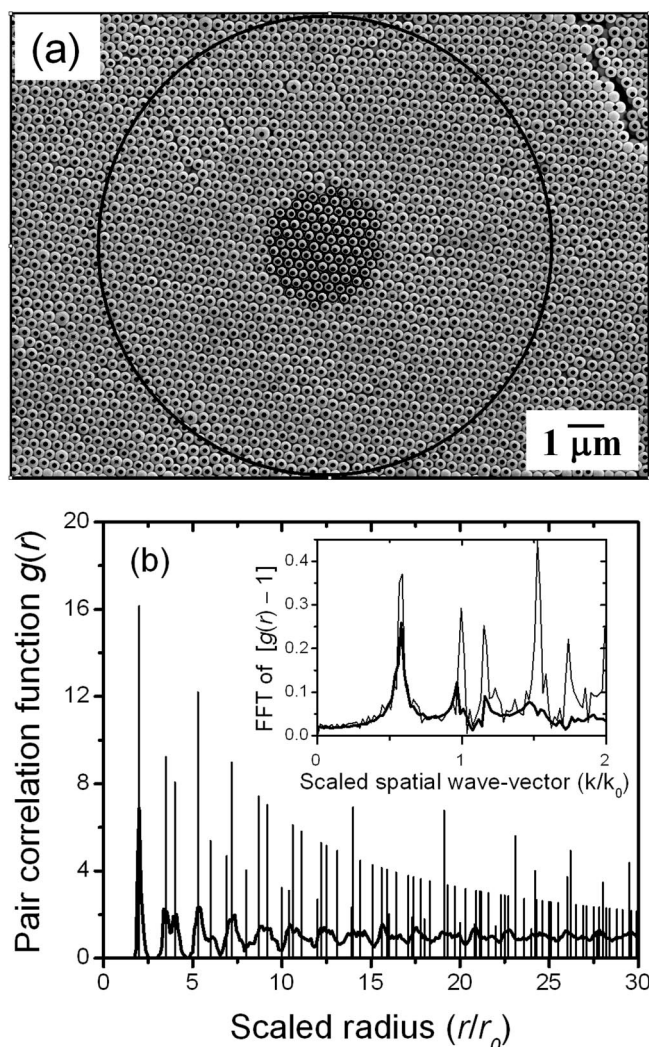 (a)
1 μm
(b)
Pair correlation function g(r)
20
16
12
8
4
0
0 5 10 15 20 25 30
Scaled radius (r/r₀)
FFT of [g(r) − 1]
0.4
0.3
0.2
0.1
0.0
0 1 2
Scaled spatial wave-vector (k/k₀)